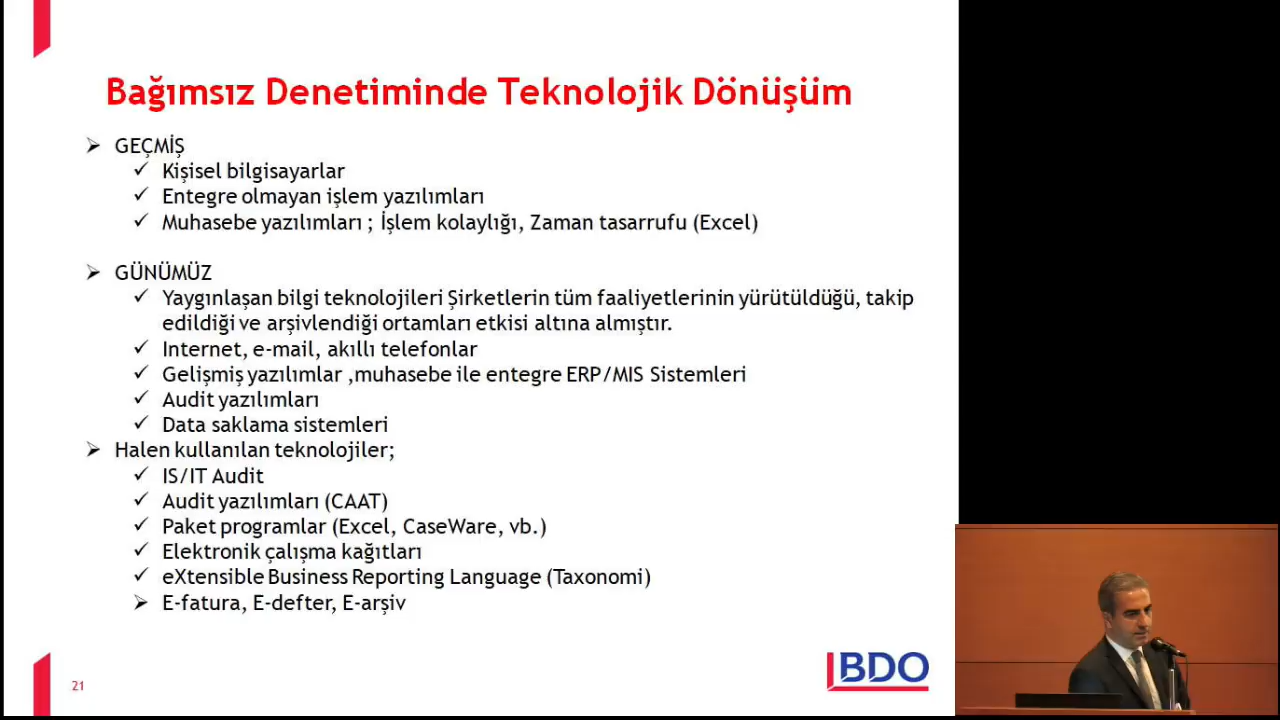 Bağımsız Denetiminde Teknolojik Dönüşüm
GEÇMİŞ
Kişisel bilgisayarlar
Entegre olmayan işlem yazılımları
Muhasebe yazılımları ; İşlem kolaylığı, Zaman tasarrufu (Excel)
GÜNÜMÜZ
Yaygınlaşan bilgi teknolojileri Şirketlerin tüm faaliyetlerinin yürütüldüğü, takip
edildiği ve arşivlendiği ortamları etkisi altına almıştır.
Internet, e-mail, akıllı telefonlar
Gelişmiş yazılımlar ,muhasebe ile entegre ERP/MIS Sistemleri
Audit yazılımları
Data saklama sistemleri
Halen kullanılan teknolojiler;
IS/IT Audit
Audit yazılımları (CAAT)
Paket programlar (Excel, CaseWare, vb.)
Elektronik çalışma kağıtları
eXtensible Business Reporting Language (Taxonomi)
E-fatura, E-defter, E-arşiv
21
BDO